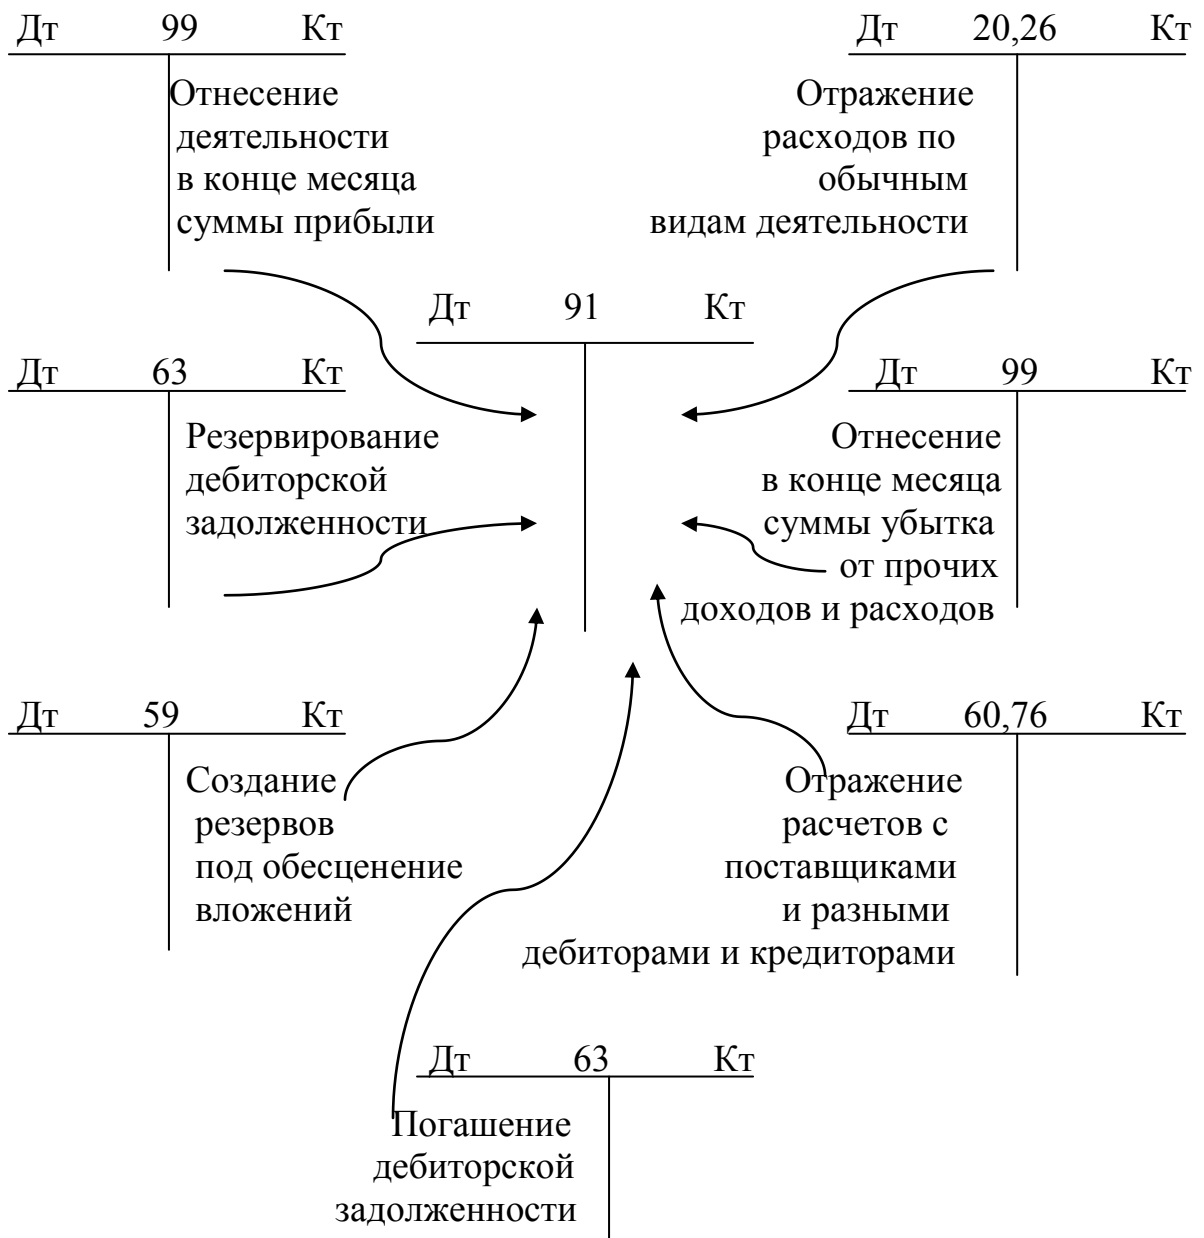 Дт 99 Кт
Отнесение
деятельности
в конце месяца
суммы прибыли
Дт 20,26 Кт
Отражение
расходов по
обычным
видам деятельности
Дт 91 Кт
Дт 63 Кт
Резервирование
дебиторской
задолженности
Дт 99 Кт
Отнесение
в конце месяца
суммы убытка
от прочих
доходов и расходов
Дт 59 Кт
Создание
резервов
под обесценение
вложений
Дт 60,76 Кт
Отражение
расчетов с
поставщиками
и разными
дебиторами и кредиторами
Дт 63 Кт
Погашение
дебиторской
задолженности